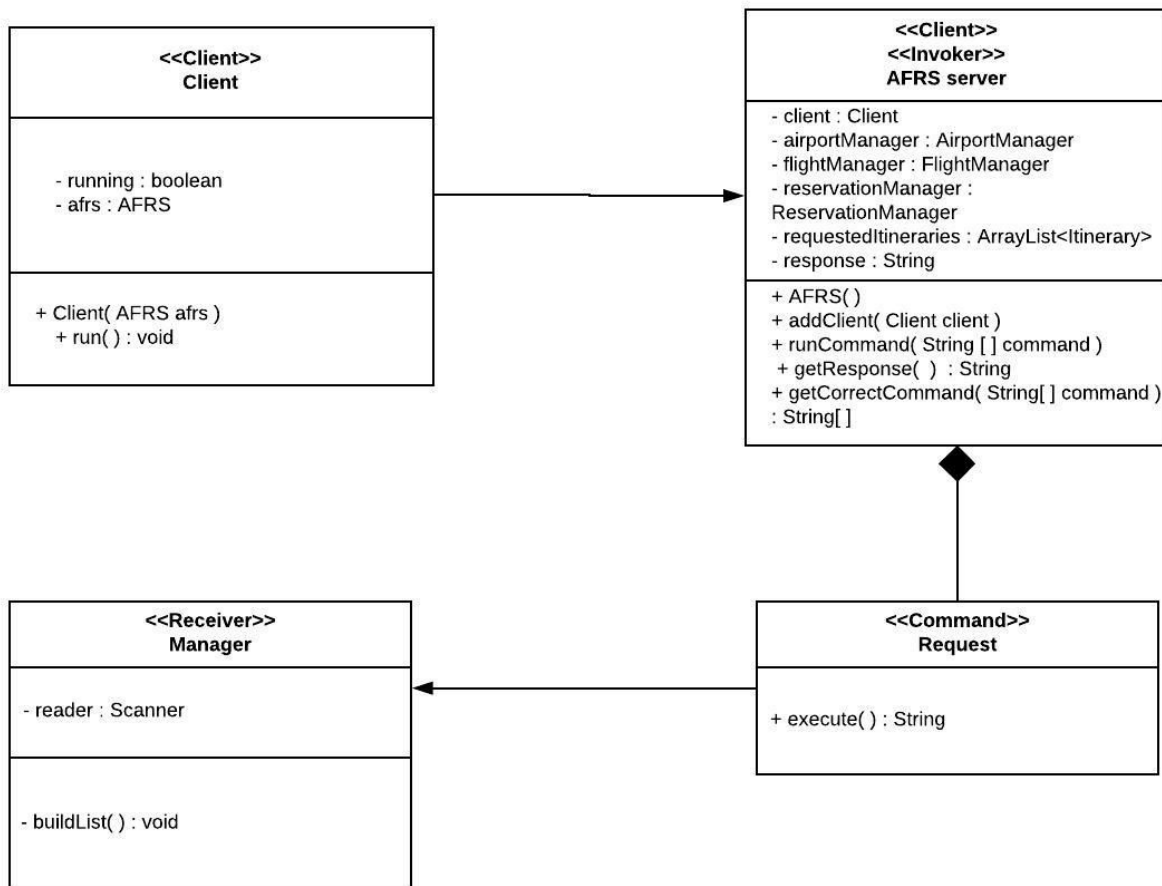 <<Client>>
Client
- running : boolean
- afrs : AFRS
+ Client( AFRS afrs )
+ run( ) : void
<<Client>>
<<Invoker>>
AFRS server
- client : Client
- airportManager : AirportManager
- flightManager : FlightManager
- reservationManager :
ReservationManager
- requestedItineraries : ArrayList<Itinerary>
- response : String
+ AFRS( )
+ addClient( Client client )
+ runCommand( String [ ] command )
+ getResponse(  ) : String
+ getCorrectCommand( String[ ] command )
: String[ ]
<<Receiver>>
Manager
- reader : Scanner
- buildList( ) : void
<<Command>>
Request
+ execute( ) : String